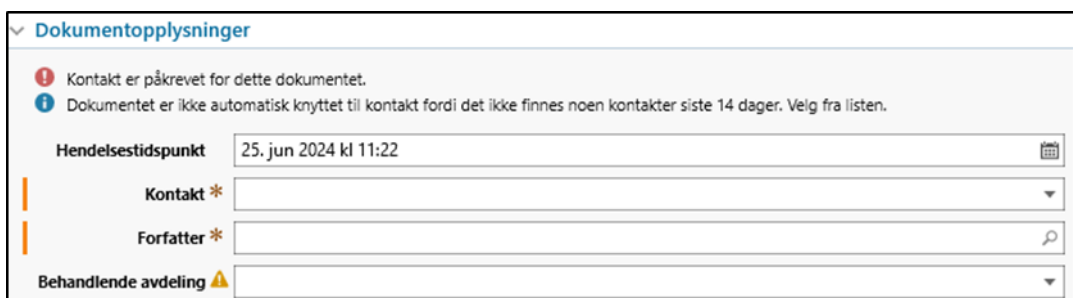 Dokumentopplysninger
Kontakt er påkrevet for dette dokumentet.
Dokumentet er ikke automatisk knyttet til kontakt fordi det ikke finnes noen kontakter siste 14 dager. Velg fra listen.
Hendelsestidspunkt 25. jun 2024 kl 11:22
Kontakt *
Forfatter *
Behandlende avdeling